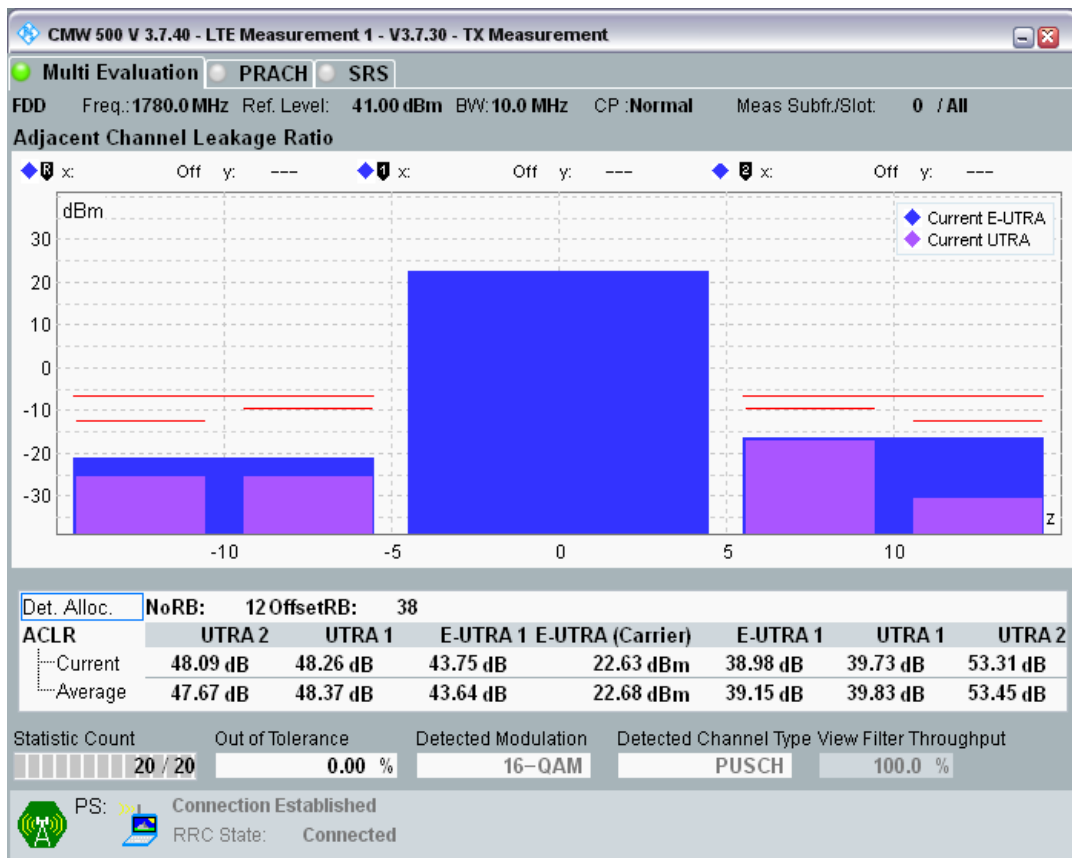 CMW 500 V 3.7.40 - LTE Measurement 1 - V3.7.30 - TX Measurement
Multi Evaluation PRACH SRS
FDD Freq.: 1780.0 MHz Ref. Level: 41.00 dBm BW: 10.0 MHz CP :Normal Meas Subfr./Slot: 0 / All
Adjacent Channel Leakage Ratio
R x: Off y: --- 1 x: Off y: --- 2 x: Off y: ---
dBm
Current E-UTRA
Current UTRA
30
20
10
0
-10
-20
-30
z
-10 -5 0 5 10
Det. Alloc. NoRB: 12 OffsetRB: 38
ACLR UTRA 2 UTRA 1 E-UTRA 1 E-UTRA (Carrier) E-UTRA 1 UTRA 1 UTRA 2
Current 48.09 dB 48.26 dB 43.75 dB 22.63 dBm 38.98 dB 39.73 dB 53.31 dB
Average 47.67 dB 48.37 dB 43.64 dB 22.68 dBm 39.15 dB 39.83 dB 53.45 dB
Statistic Count Out of Tolerance Detected Modulation Detected Channel Type View Filter Throughput
20 / 20 0.00 % 16-QAM PUSCH 100.0 %
PS: Connection Established
RRC State: Connected